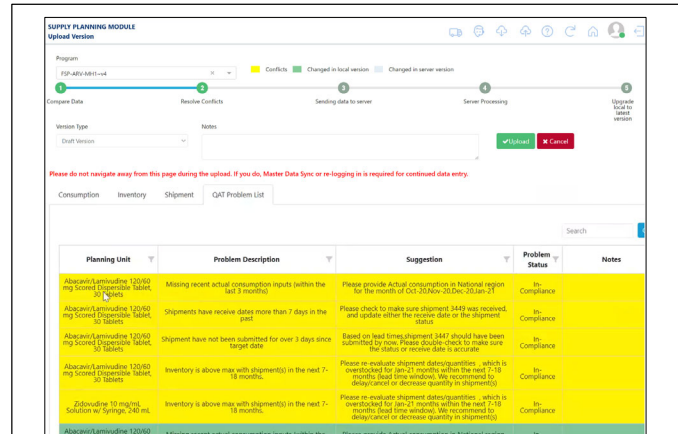 SUPPLY PLANNING MODULE
Upload Version
Program
FSP-ARV-MH1~v4
Conflicts Changed in local version Changed in server version
1 2 3 4 5
Compare Data Resolve Conflicts Sending data to server Server Processing Upgrade
local to
latest
version
Version Type Notes
Draft Version
Upload Cancel
Please do not navigate away from this page during the upload. If you do, Master Data Sync or re-logging in is required for continued data entry.
Consumption Inventory Shipment QAT Problem List
Search
Planning Unit Problem Description Suggestion Problem Status Notes
Abacavir/Lamivudine 120/60
mg Scored Dispersible Tablet,
30 Tablets
Missing recent actual consumption inputs (within the
last 3 months)
Please provide Actual consumption in National region
for the month of Oct-20,Nov-20,Dec-20,Jan-21
In-
Compliance
Abacavir/Lamivudine 120/60
mg Scored Dispersible Tablet,
30 Tablets
Shipments have receive dates more than 7 days in the
past
Please check to make sure shipment 3449 was received,
and update either the receive date or the shipment
status
In-
Compliance
Abacavir/Lamivudine 120/60
mg Scored Dispersible Tablet,
30 Tablets
Shipment have not been submitted for over 3 days since
target date
Based on lead times,shipment 3447 should have been
submitted by now. Please double-check to make sure
the status or receive date is accurate
In-
Compliance
Abacavir/Lamivudine 120/60
mg Scored Dispersible Tablet,
30 Tablets
Inventory is above max with shipment(s) in the next 7-
18 months.
Please re-evaluate shipment dates/quantities , which is
overstocked for Jan-21 months within the next 7-18
months (lead time window). We recommend to
delay/cancel or decrease quantity in shipment(s)
In-
Compliance
Zidovudine 10 mg/mL
Solution w/ Syringe, 240 mL
Inventory is above max with shipment(s) in the next 7-
18 months.
Please re-evaluate shipment dates/quantities , which is
overstocked for Jan-21 months within the next 7-18
months (lead time window). We recommend to
delay/cancel or decrease quantity in shipment(s)
In-
Compliance
Abacavir/Lamivudine 120/60